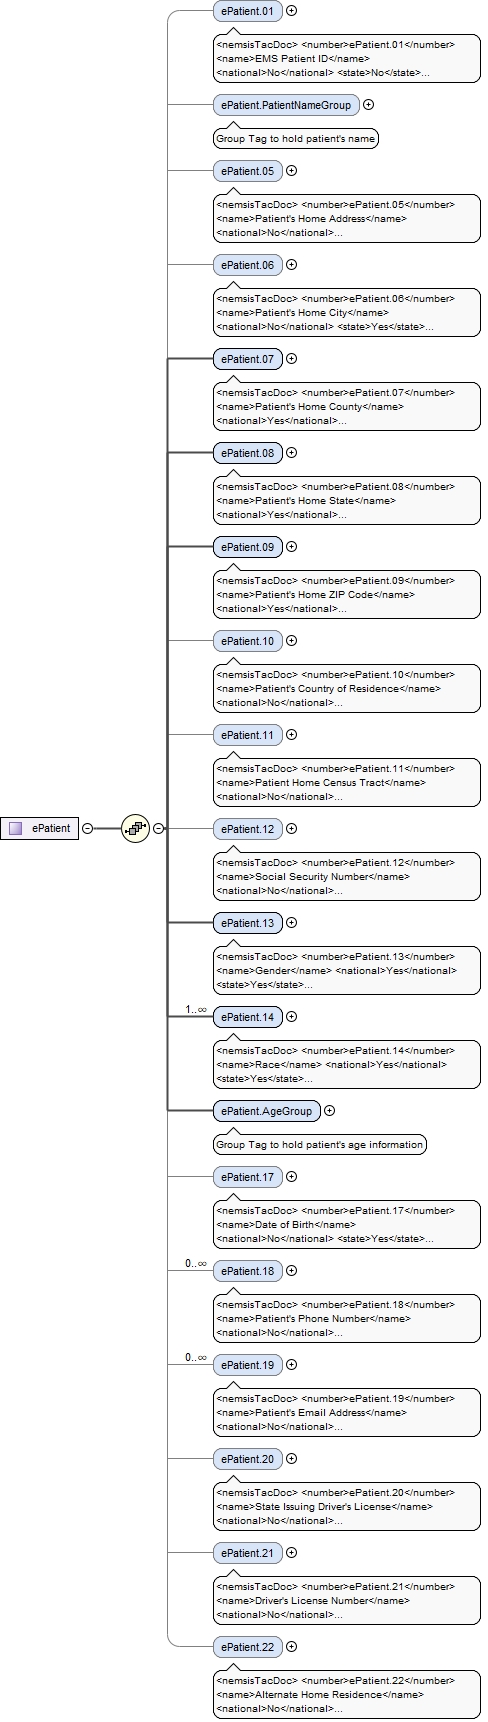 ePatient.01
<nemsisTacDoc> <number>ePatient.01</number>
<name>EMS Patient ID</name>
<national>No</national> <state>No</state>...
ePatient.PatientNameGroup
Group Tag to hold patient's name
ePatient.05
<nemsisTacDoc> <number>ePatient.05</number>
<name>Patient's Home Address</name>
<national>No</national>...
ePatient.06
<nemsisTacDoc> <number>ePatient.06</number>
<name>Patient's Home City</name>
<national>No</national> <state>Yes</state>...
ePatient.07
<nemsisTacDoc> <number>ePatient.07</number>
<name>Patient's Home County</name>
<national>Yes</national>...
ePatient.08
<nemsisTacDoc> <number>ePatient.08</number>
<name>Patient's Home State</name>
<national>Yes</national>...
ePatient.09
<nemsisTacDoc> <number>ePatient.09</number>
<name>Patient's Home ZIP Code</name>
<national>Yes</national>...
ePatient.10
<nemsisTacDoc> <number>ePatient.10</number>
<name>Patient's Country of Residence</name>
<national>No</national>...
ePatient.11
<nemsisTacDoc> <number>ePatient.11</number>
<name>Patient Home Census Tract</name>
<national>No</national>...
ePatient
ePatient.12
<nemsisTacDoc> <number>ePatient.12</number>
<name>Social Security Number</name>
<national>No</national>...
ePatient.13
<nemsisTacDoc> <number>ePatient.13</number>
<name>Gender</name> <national>Yes</national>
<state>Yes</state>...
1..∞ ePatient.14
<nemsisTacDoc> <number>ePatient.14</number>
<name>Race</name> <national>Yes</national>
<state>Yes</state>...
ePatient.AgeGroup
Group Tag to hold patient's age information
ePatient.17
<nemsisTacDoc> <number>ePatient.17</number>
<name>Date of Birth</name>
<national>No</national> <state>Yes</state>...
0..∞ ePatient.18
<nemsisTacDoc> <number>ePatient.18</number>
<name>Patient's Phone Number</name>
<national>No</national>...
0..∞ ePatient.19
<nemsisTacDoc> <number>ePatient.19</number>
<name>Patient's Email Address</name>
<national>No</national>...
ePatient.20
<nemsisTacDoc> <number>ePatient.20</number>
<name>State Issuing Driver's License</name>
<national>No</national>...
ePatient.21
<nemsisTacDoc> <number>ePatient.21</number>
<name>Driver's License Number</name>
<national>No</national>...
ePatient.22
<nemsisTacDoc> <number>ePatient.22</number>
<name>Alternate Home Residence</name>
<national>No</national>...